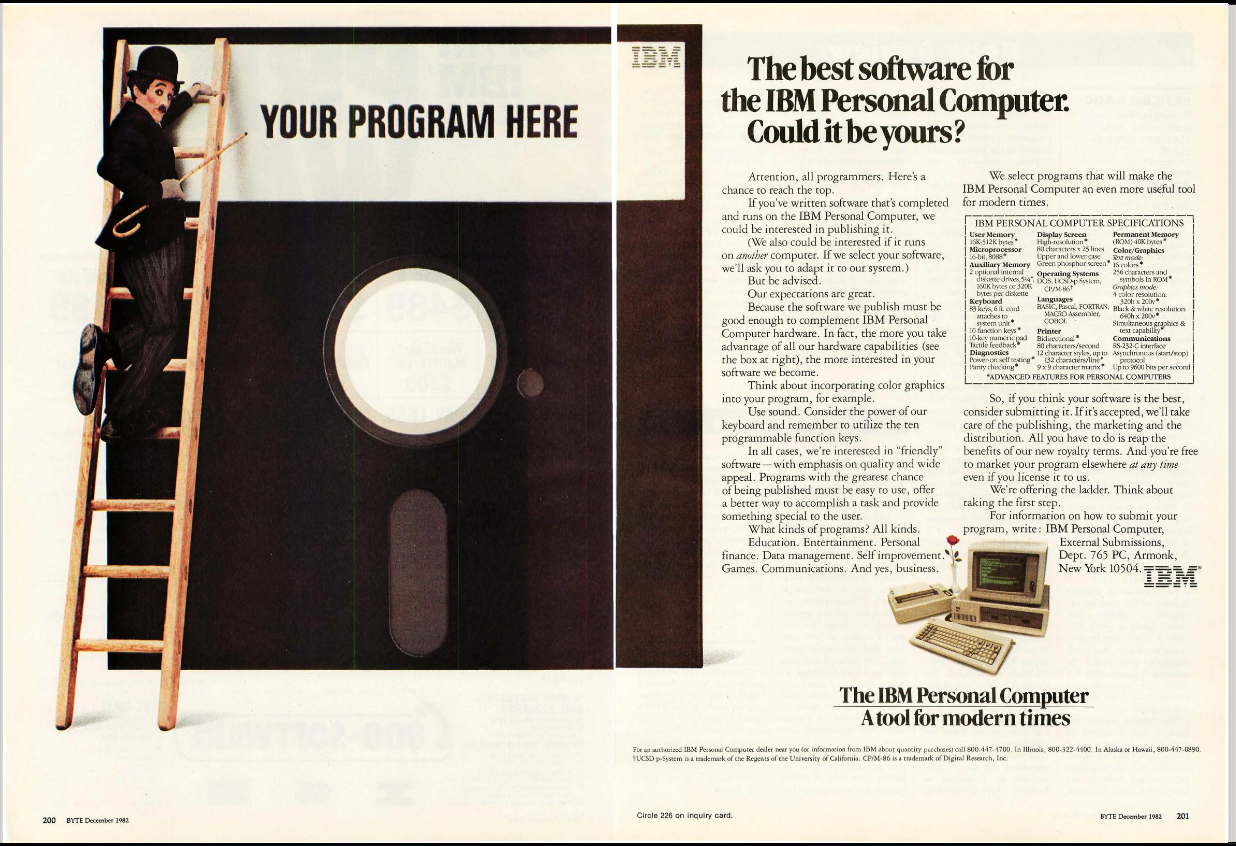 YOUR PROGRAM HERE
IBM
200 BYTE December 1982
The best software for
the IBM Personal Computer.
Could it be yours?
Attention, all programmers. Here's a
chance to reach the top.
If you've written software that's completed
and runs on the IBM Personal Computer, we
could be interested in publishing it.
(We also could be interested if it runs
on another computer. If we select your software,
we'll ask you to adapt it to our system.)
But be advised.
Our expectations are great.
Because the software we publish must be
good enough to complement IBM Personal
Computer hardware. In fact, the more you take
advantage of all our hardware capabilities (see
the box at right), the more interested in your
software we become.
Think about incorporating color graphics
into your program, for example.
Use sound. Consider the power of our
keyboard and remember to utilize the ten
programmable function keys.
In all cases, we're interested in "friendly"
software—with emphasis on quality and wide
appeal. Programs with the greatest chance
of being published must be easy to use, offer
a better way to accomplish a task and provide
something special to the user.
What kinds of programs? All kinds.
Education. Entertainment. Personal
finance. Data management. Self improvement.
Games. Communications. And yes, business.
We select programs that will make the
IBM Personal Computer an even more useful tool
for modern times.
IBM PERSONAL COMPUTER SPECIFICATIONS
User Memory
16K-512K bytes*
Microprocessor
16-bit, 8088*
Auxiliary Memory
2 optional internal
diskette drives, 5¼",
160K bytes or 320K
bytes per diskette
Keyboard
83 keys, 6 ft. cord
attaches to
system unit*
10 function keys*
10-key numeric pad
Tactile feedback*
Diagnostics
Power-on self testing*
Parity checking*
Display Screen
High-resolution*
80 characters x 25 lines
Upper and lower case
Green phosphor screen*
Operating Systems
DOS, UCSD p-System,
CP/M-86†
Languages
BASIC, Pascal, FORTRAN,
MACRO Assembler,
COBOL
Printer
Bidirectional*
80 characters/second
12 character styles, up to
132 characters/line*
9 x 9 character matrix*
Permanent Memory
(ROM) 40K bytes*
Color/Graphics
Text mode:
16 colors*
256 characters and
symbols in ROM*
Graphics mode:
4-color resolution:
320h x 200v*
Black & white resolution:
640h x 200v*
Simultaneous graphics &
text capability*
Communications
RS-232-C interface
Asynchronous (start/stop)
protocol
Up to 9600 bits per second
*ADVANCED FEATURES FOR PERSONAL COMPUTERS
So, if you think your software is the best,
consider submitting it. If it's accepted, we'll take
care of the publishing, the marketing and the
distribution. All you have to do is reap the
benefits of our new royalty terms. And you're free
to market your program elsewhere at any time
even if you license it to us.
We're offering the ladder. Think about
taking the first step.
For information on how to submit your
program, write: IBM Personal Computer,
External Submissions,
Dept. 765 PC, Armonk,
New York 10504.
IBM®
The IBM Personal Computer
A tool for modern times
For an authorized IBM Personal Computer dealer near you (or information from IBM about quantity purchases) call 800-447-4700. In Illinois, 800-322-4400. In Alaska or Hawaii, 800-447-0890.
†UCSD p-System is a trademark of the Regents of the University of California. CP/M-86 is a trademark of Digital Research, Inc.
Circle 226 on inquiry card.
BYTE December 1982 201